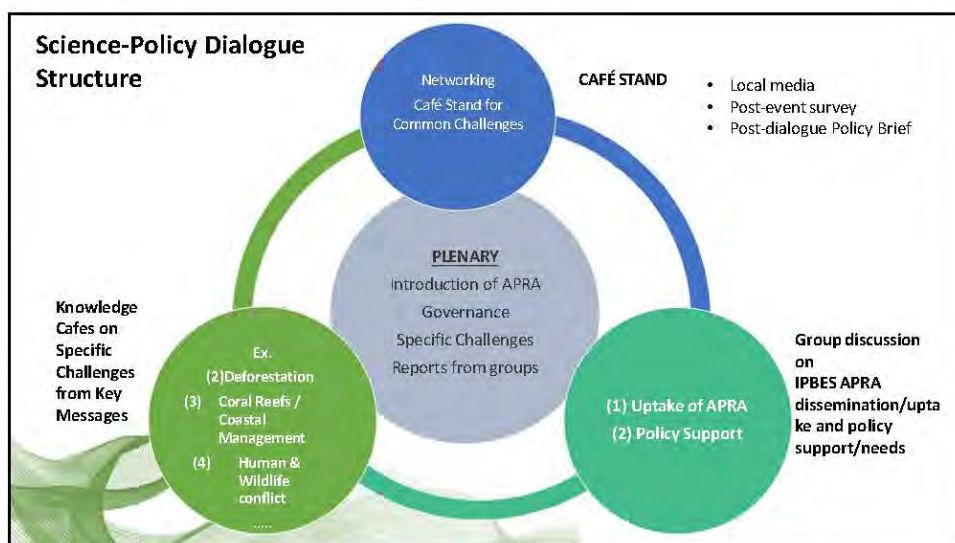 Science-Policy Dialogue
Structure
Networking
Café Stand for
Common Challenges
CAFÉ STAND
• Local media
• Post-event survey
• Post-dialogue Policy Brief
PLENARY
Introduction of APRA
Governance
Specific Challenges
Reports from groups
Knowledge
Cafes on
Specific
Challenges
from Key
Messages
Ex.
(2)Deforestation
(3) Coral Reefs /
Coastal
Management
(4) Human &
Wildlife
conflict
.....
(1) Uptake of APRA
(2) Policy Support
Group discussion
on
IPBES APRA
dissemination/upta
ke and policy
support/needs